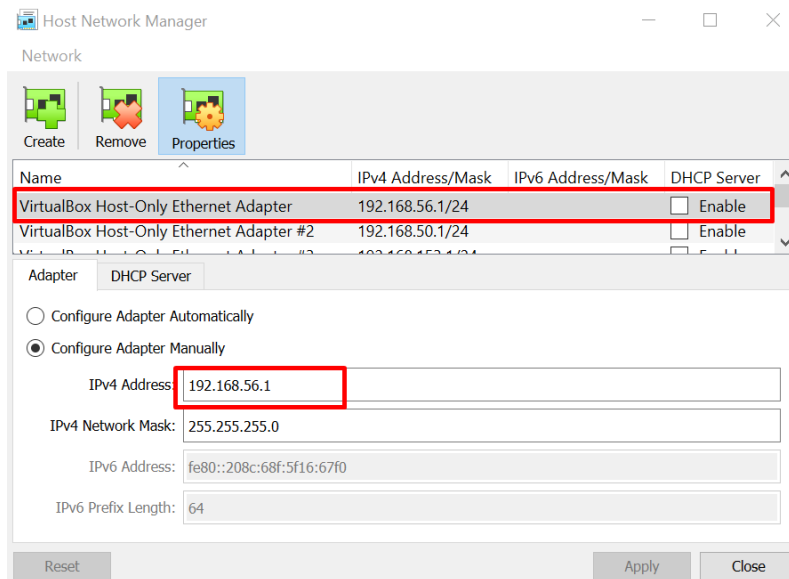 Host Network Manager
Network
Create Remove Properties
Name IPv4 Address/Mask IPv6 Address/Mask DHCP Server
VirtualBox Host-Only Ethernet Adapter 192.168.56.1/24 Enable
VirtualBox Host-Only Ethernet Adapter #2 192.168.50.1/24 Enable
Adapter DHCP Server
Configure Adapter Automatically
Configure Adapter Manually
IPv4 Address: 192.168.56.1
IPv4 Network Mask: 255.255.255.0
IPv6 Address: fe80::208c:68f:5f16:67f0
IPv6 Prefix Length: 64
Reset Apply Close